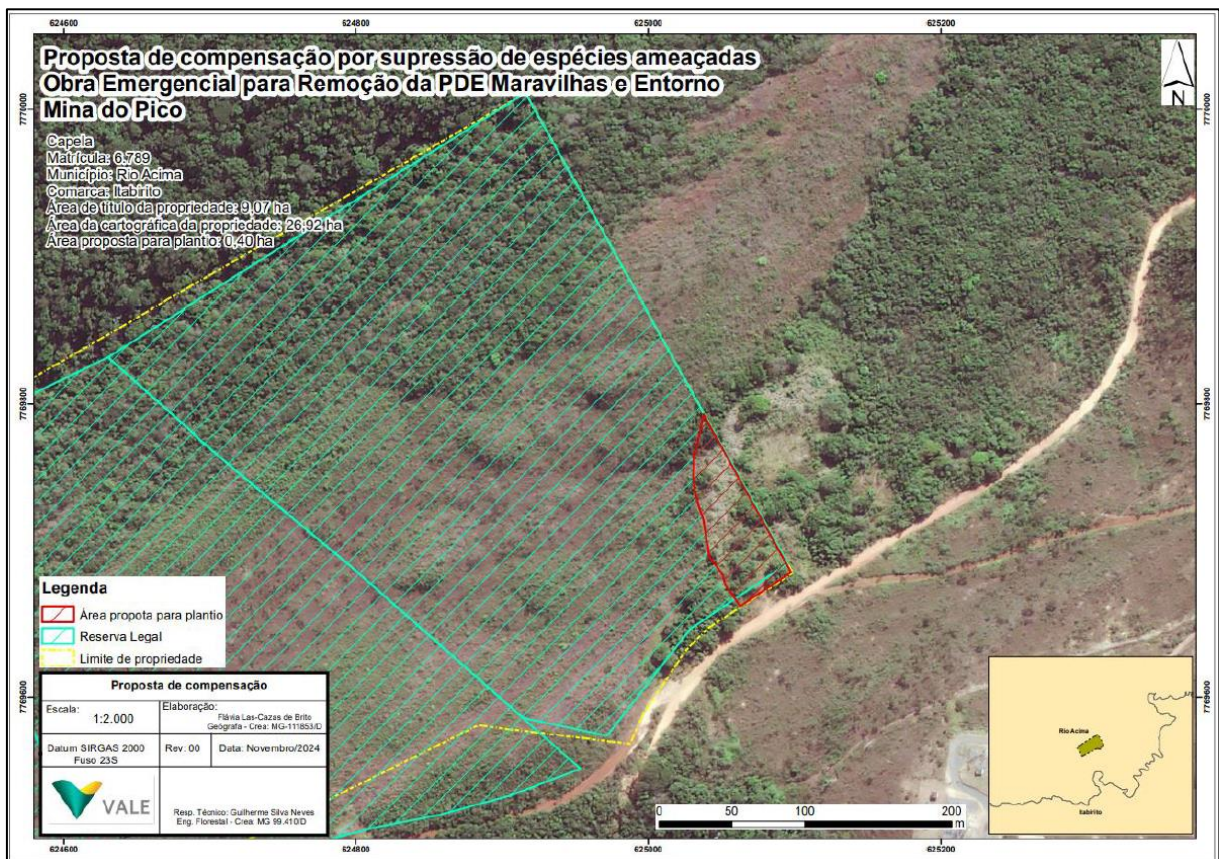 624600
624800
625000
625200
Proposta de compensação por supressão de espécies ameaçadas
Obra Emergencial para Remoção da PDE Maravilhas e Entorno
Mina do Pico
N
7770000
7770000
Capela
Matrícula: 6.789
Município: Rio Acima
Comarca: Itabirito
Área de título da propriedade: 9,07 ha
Área da cartográfica da propriedade: 26,92 ha
Área proposta para plantio: 0,40 ha
7769800
7769800
Legenda
Área propota para plantio
Reserva Legal
Limite de propriedade
7769600
7769600
Proposta de compensação
Escala:
1:2.000
Elaboração:
Flávia Las-Cazas de Brito
Geógrafa - Crea: MG-111853/D
Datum SIRGAS 2000
Fuso 23S
Rev. 00
Data: Novembro/2024
VALE
Resp. Técnico: Guilherme Silva Neves
Eng. Florestal - Crea: MG 99.410/D
0
50
100
200
m
Rio Acima
Itabirito
624600
624800
625000
625200